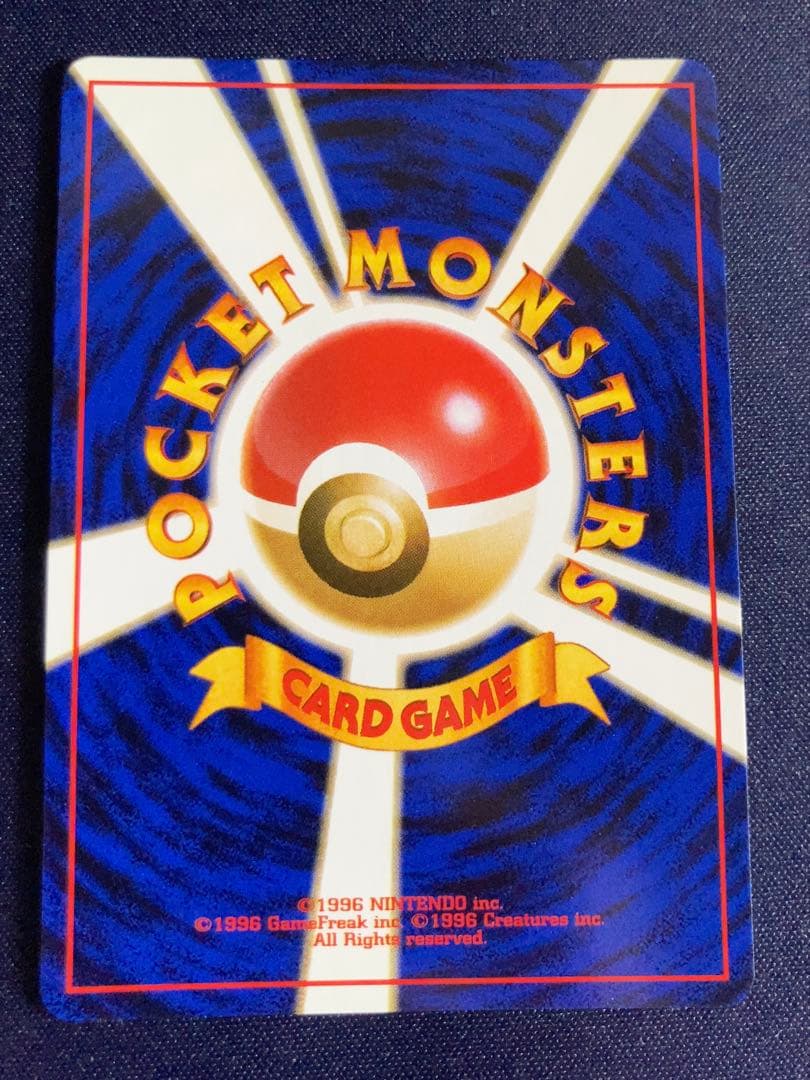 POCKET MONSTERS
CARD GAME
©1996 NINTENDO inc.
©1996 GameFreak inc. ©1996 Creatures inc.
All Rights reserved.